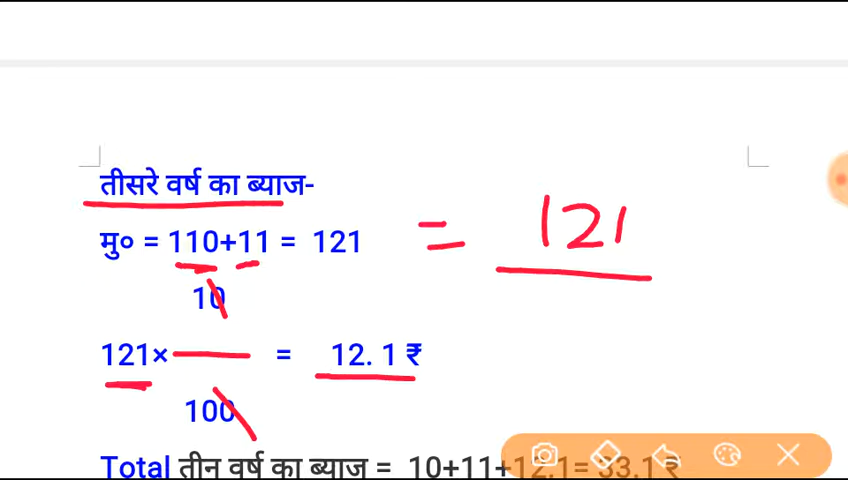 तीसरे वर्ष का ब्याज-
मु० = 110+11 = 121 = 121
10
121× = 12. 1 ₹
100
Total तीन वर्ष का ब्याज = 10+11+12.1= 33.1 ₹